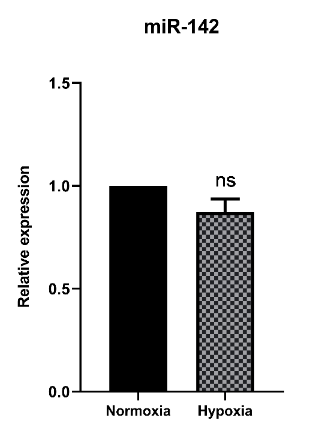 miR-142
Relative expression
1.5
1.0
0.5
0.0
ns
Normoxia
Hypoxia